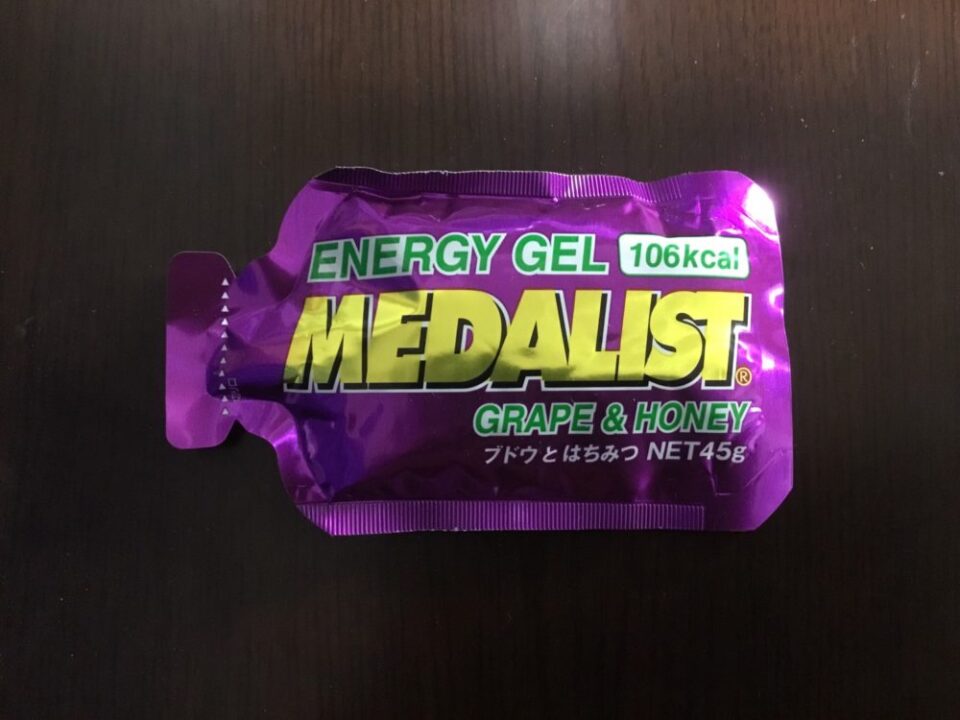 ENERGY GEL 106kcal
MEDALIST®
GRAPE & HONEY
ブドウとはちみつ NET45g